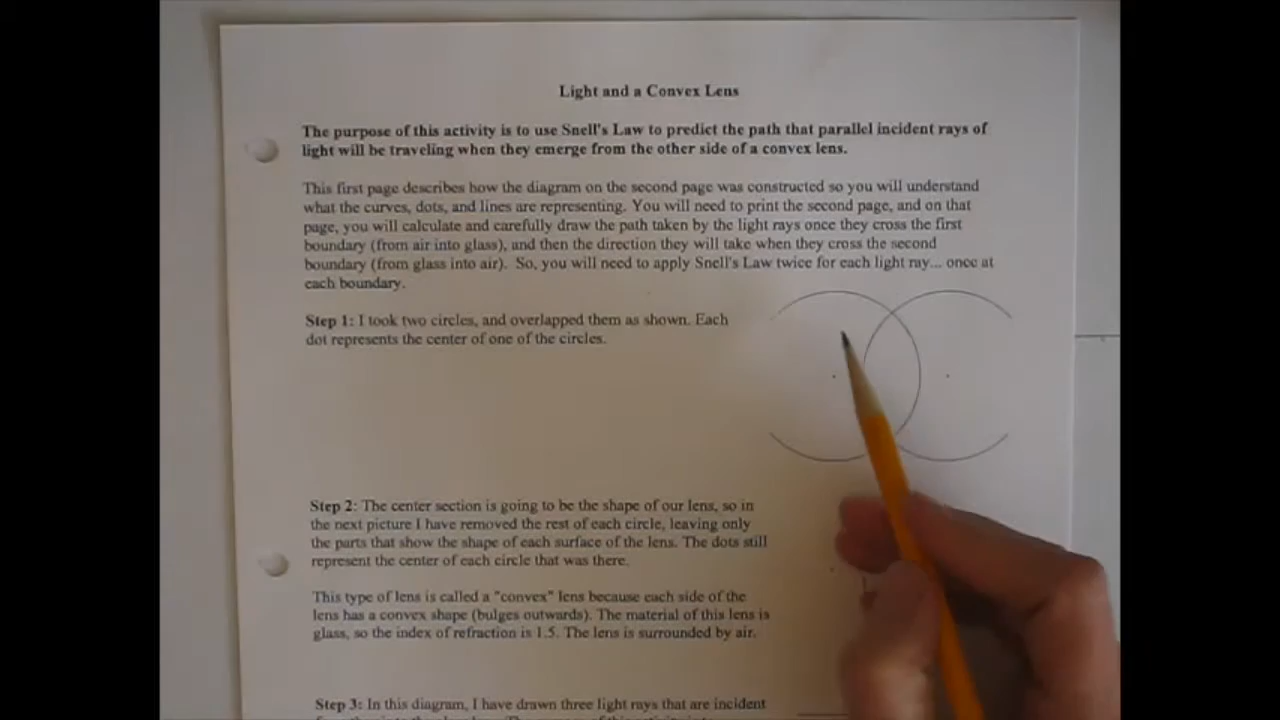 Light and a Convex Lens
The purpose of this activity is to use Snell's Law to predict the path that parallel incident rays of
light will be traveling when they emerge from the other side of a convex lens.
This first page describes how the diagram on the second page was constructed so you will understand
what the curves, dots, and lines are representing. You will need to print the second page, and on that
page, you will calculate and carefully draw the path taken by the light rays once they cross the first
boundary (from air into glass), and then the direction they will take when they cross the second
boundary (from glass into air). So, you will need to apply Snell's Law twice for each light ray... once at
each boundary.
Step 1: I took two circles, and overlapped them as shown. Each
dot represents the center of one of the circles.
Step 2: The center section is going to be the shape of our lens, so in
the next picture I have removed the rest of each circle, leaving only
the parts that show the shape of each surface of the lens. The dots still
represent the center of each circle that was there.
This type of lens is called a "convex" lens because each side of the
lens has a convex shape (bulges outwards). The material of this lens is
glass, so the index of refraction is 1.5. The lens is surrounded by air.
Step 3: In this diagram, I have drawn three light rays that are incident